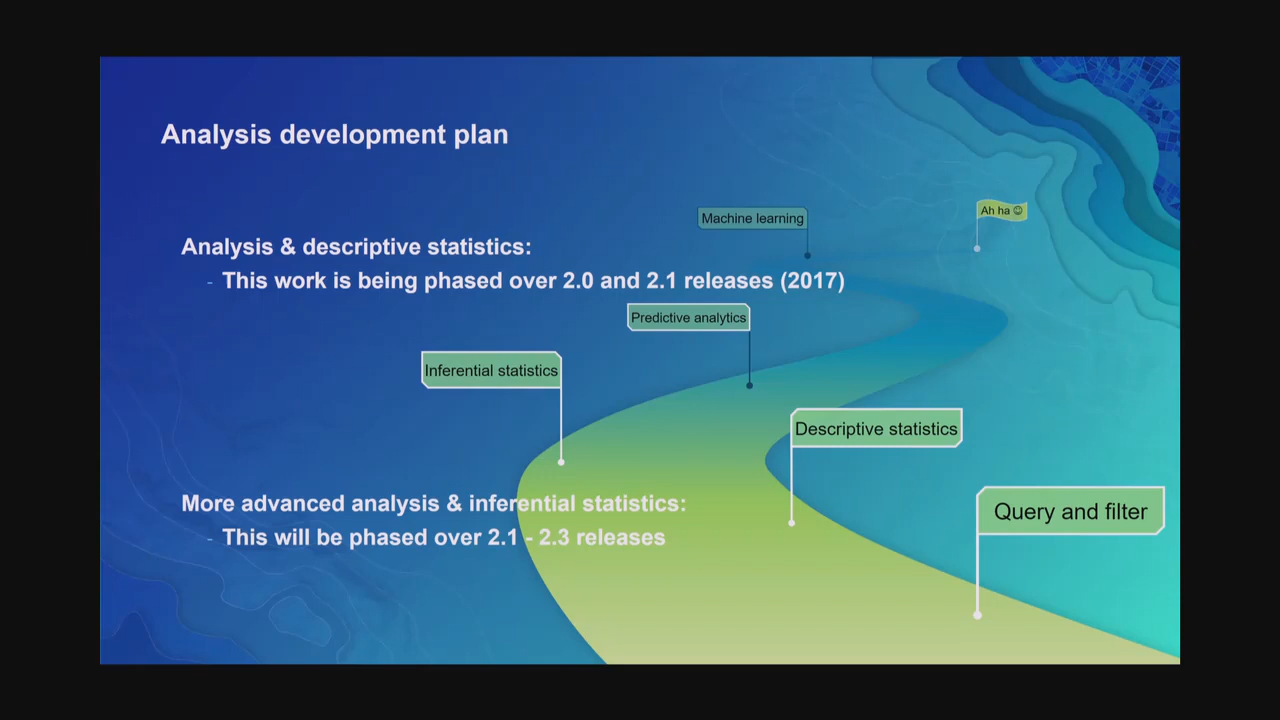 Analysis development plan
Machine learning
Ah ha ☺
Analysis & descriptive statistics:
- This work is being phased over 2.0 and 2.1 releases (2017)
Predictive analytics
Inferential statistics
Descriptive statistics
More advanced analysis & inferential statistics:
Query and filter
- This will be phased over 2.1 - 2.3 releases